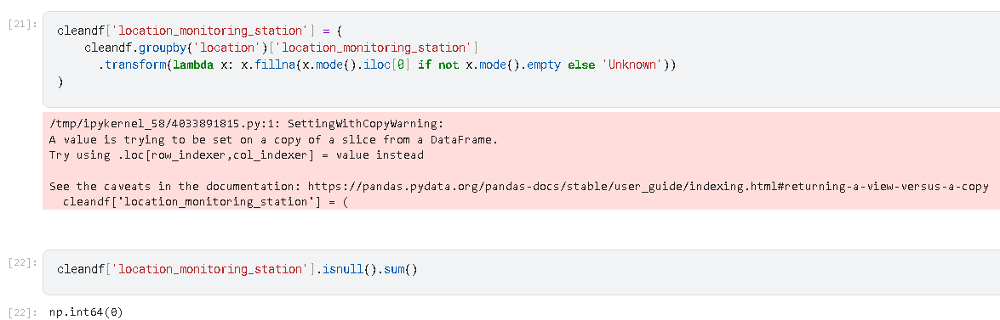 [21]:
cleandf['location_monitoring_station'] = (
    cleandf.groupby('location')['location_monitoring_station']
      .transform(lambda x: x.fillna(x.mode().iloc[0] if not x.mode().empty else 'Unknown'))
)
/tmp/ipykernel_58/4033891815.py:1: SettingWithCopyWarning:
A value is trying to be set on a copy of a slice from a DataFrame.
Try using .loc[row_indexer,col_indexer] = value instead
See the caveats in the documentation: https://pandas.pydata.org/pandas-docs/stable/user_guide/indexing.html#returning-a-view-versus-a-copy
  cleandf['location_monitoring_station'] = (
[22]:
cleandf['location_monitoring_station'].isnull().sum()
[22]:
np.int64(0)